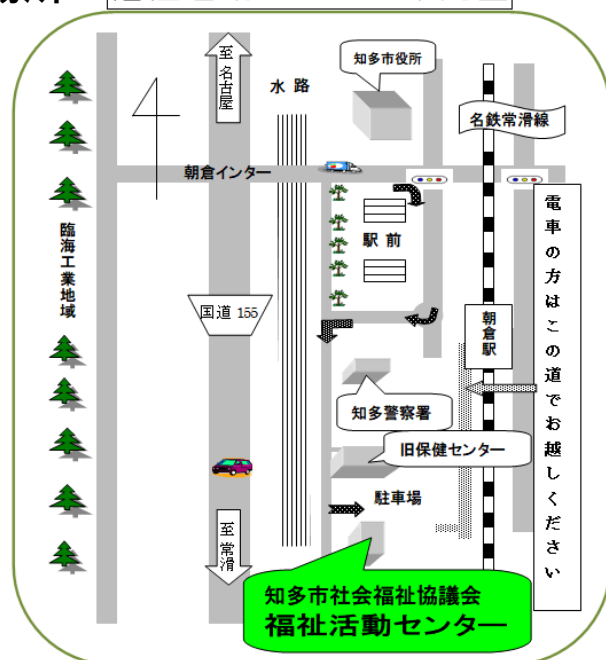 至名古屋
水路
知多市役所
名鉄常滑線
朝倉インター
臨海工業地域
駅前
電車の方はこの道でお越しください
国道 155
朝倉駅
知多警察署
旧保健センター
駐車場
至常滑
知多市社会福祉協議会
福祉活動センター